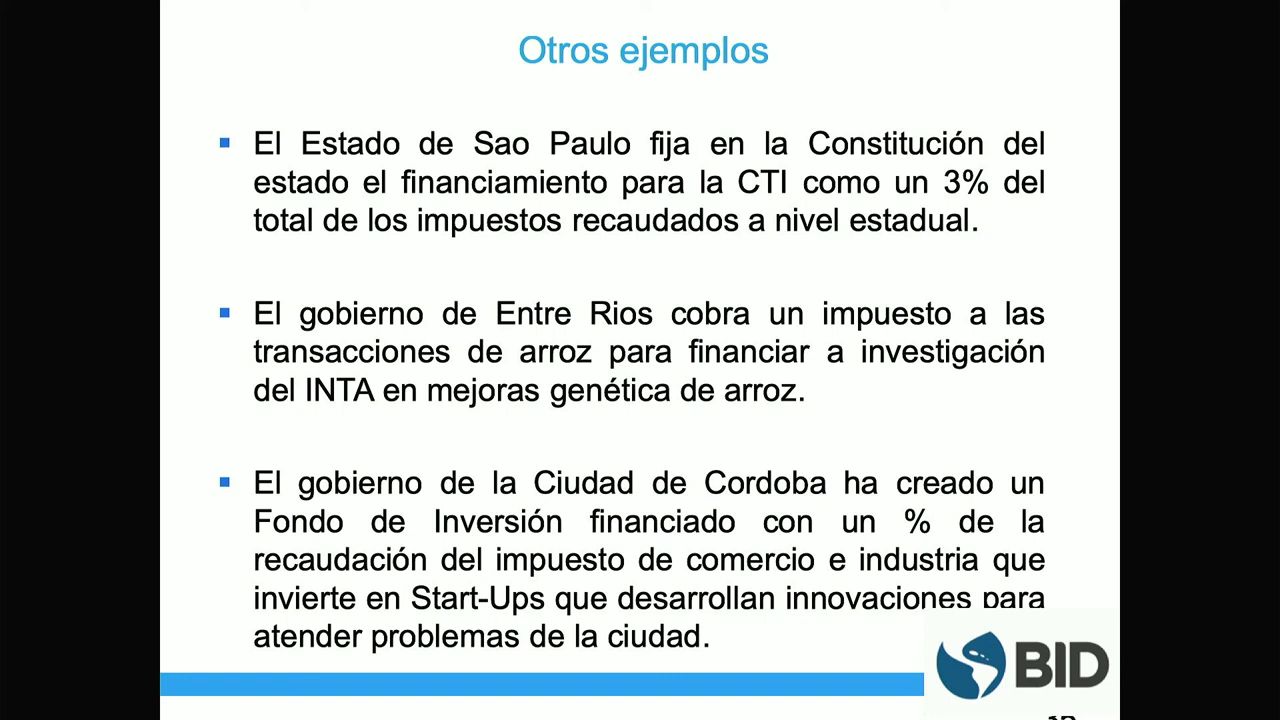 Otros ejemplos
El Estado de Sao Paulo fija en la Constitución del
estado el financiamiento para la CTI como un 3% del
total de los impuestos recaudados a nivel estadual.
El gobierno de Entre Rios cobra un impuesto a las
transacciones de arroz para financiar a investigación
del INTA en mejoras genética de arroz.
El gobierno de la Ciudad de Cordoba ha creado un
Fondo de Inversión financiado con un % de la
recaudación del impuesto de comercio e industria que
invierte en Start-Ups que desarrollan innovaciones para
atender problemas de la ciudad.
BID